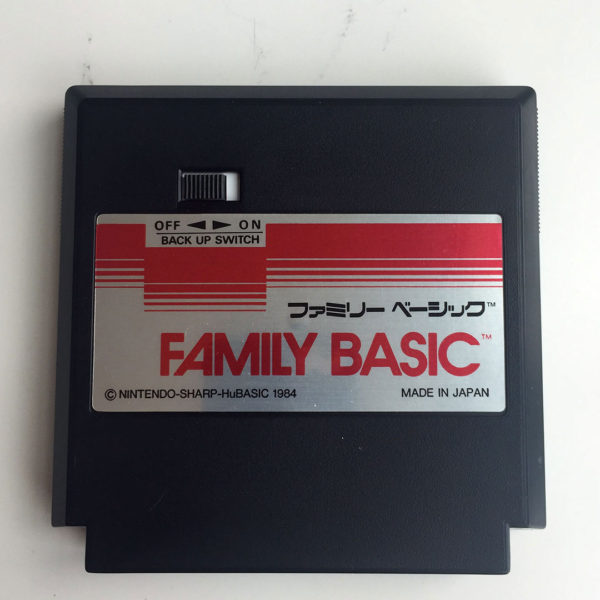 OFF ◀ ▶ ON
BACK UP SWITCH
ファミリー ベーシック™
FAMILY BASIC™
©NINTENDO-SHARP-HuBASIC 1984 MADE IN JAPAN